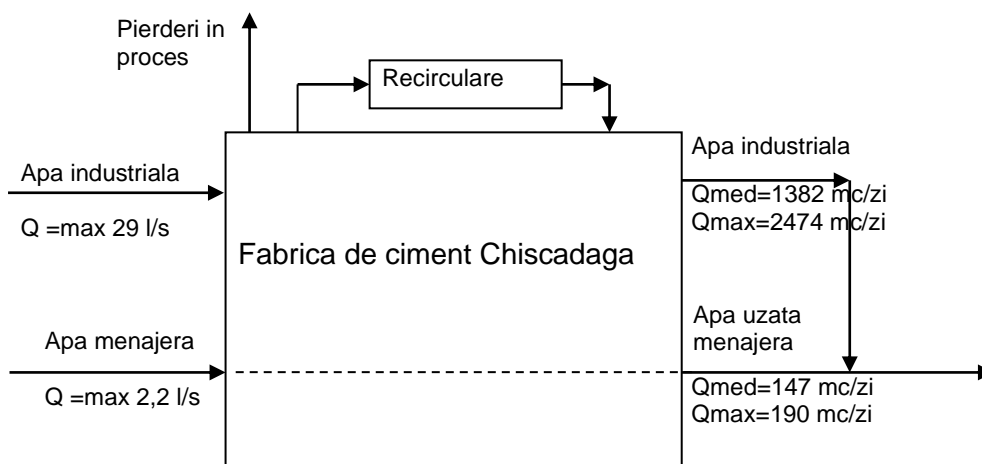 Pierderi in
proces
Recirculare
Apa industriala
Q =max 29 l/s
Apa industriala
Qmed=1382 mc/zi
Qmax=2474 mc/zi
Fabrica de ciment Chiscadaga
Apa menajera
Q =max 2,2 l/s
Apa uzata
menajera
Qmed=147 mc/zi
Qmax=190 mc/zi